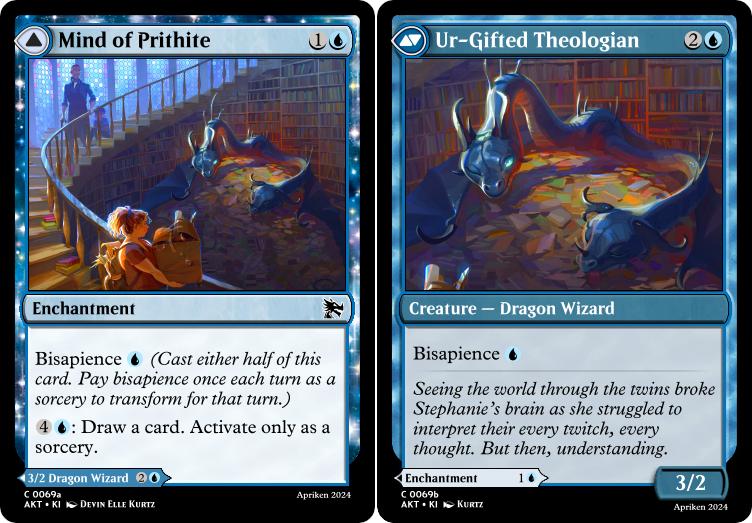 Mind of Prithite 1
Enchantment
Bisapience (Cast either half of this
card. Pay bisapience once each turn as a
sorcery to transform for that turn.)
4 : Draw a card. Activate only as a
sorcery.
3/2 Dragon Wizard 2
C 0069a
AKT • KI Devin Elle Kurtz
Apriken 2024
Ur-Gifted Theologian 2
Creature — Dragon Wizard
Bisapience
Seeing the world through the twins broke
Stephanie's brain as she struggled to
interpret their every twitch, every
thought. But then, understanding.
Enchantment 1
3/2
C 0069b
AKT • KI Kurtz
Apriken 2024